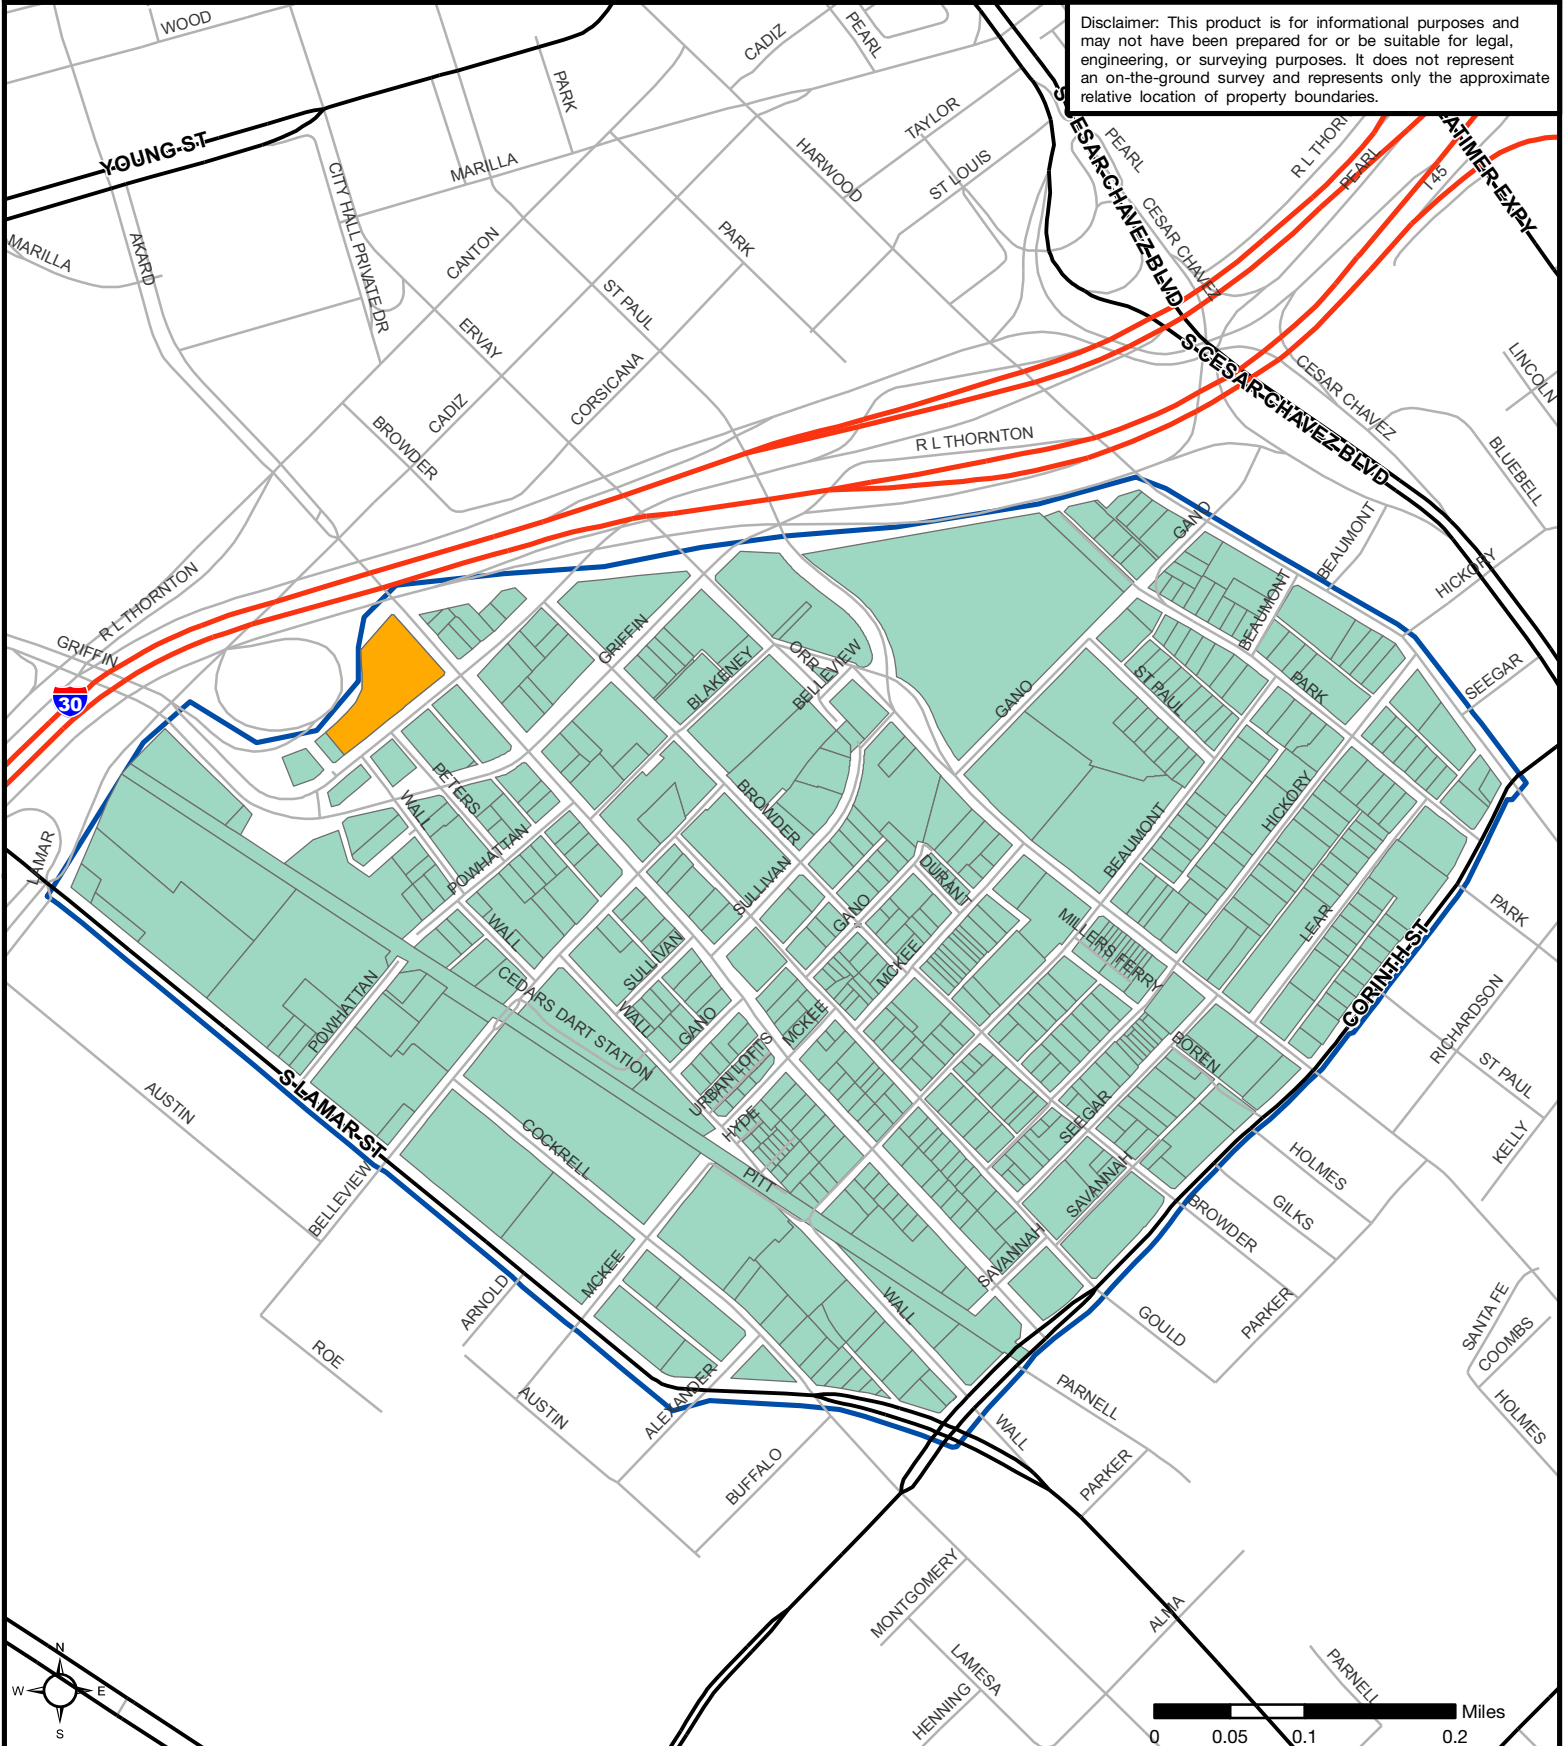 Disclaimer: This product is for informational purposes and
may not have been prepared for or be suitable for legal,
engineering, or surveying purposes. It does not represent
an on-the-ground survey and represents only the approximate
relative location of property boundaries.
WOOD
CADIZ
PEARL
PARK
YOUNG-ST
MARILLA
CITY HALL PRIVATE DR
AKARD
MARILLA
CANTON
HARWOOD
TAYLOR
ST LOUIS
PEARL
S-CESAR-CHAVEZ-BLVD
CESAR CHAVEZ
R L THOR
PEARL
I 45
LATIMER-EXPY
PARK
ST PAUL
ERVAY
CORSICANA
CADIZ
BROWDER
S-CESAR-CHAVEZ-BLVD
CESAR CHAVEZ
LINCOLN
BLUEBELL
R L THORNTON
R L THORNTON
GRIFFIN
30
GANO
BEAUMONT
BEAUMONT
HICKORY
SEEGAR
GRIFFIN
BLAKENEY
ORR
BELLEVIEW
GANO
ST PAUL
PARK
PETERS
WALL
BROWDER
POWHATTAN
BEAUMONT
HICKORY
LAMAR
SULLIVAN
DURANT
GANO
WALL
MCKEE
MILLERS FERRY
LEAR
PARK
SULLIVAN
CEDARS DART STATION
WALL
GANO
MCKEE
POWHATTAN
CORINTH-ST
RICHARDSON
ST PAUL
BOREN
URBAN LOFTS
HYDE
SEEGAR
AUSTIN
S-LAMAR-ST
COCKRELL
PITT
KELLY
HOLMES
GILKS
BROWDER
SAVANNAH
SAVANNAH
BELLEVIEW
MCKEE
ARNOLD
WALL
GOULD
PARKER
SANTA FE
COOMBS
HOLMES
ROE
AUSTIN
ALEXANDER
PARNELL
WALL
PARKER
BUFFALO
MONTGOMERY
ALMA
LAMESA
HENNING
PARNELL
N
W
E
S
Miles
0
0.05
0.1
0.2